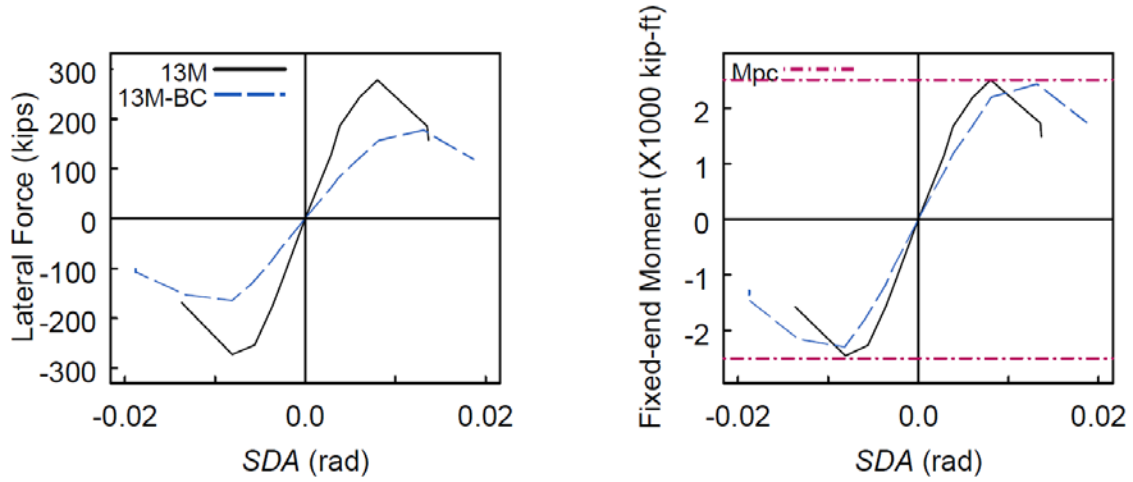 Lateral Force (kips)
300
200
100
0
-100
-200
-300
13M
13M-BC
-0.02
0.0
0.02
SDA (rad)
Fixed-end Moment (X1000 kip-ft)
2
1
0
-1
-2
Mpc
-0.02
0.0
0.02
SDA (rad)